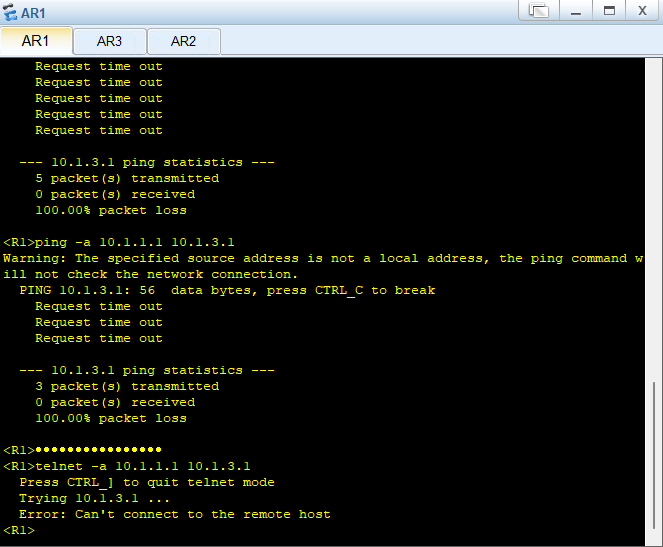 AR1
AR1 AR3 AR2
Request time out
Request time out
Request time out
Request time out
Request time out
--- 10.1.3.1 ping statistics ---
5 packet(s) transmitted
0 packet(s) received
100.00% packet loss
<R1>ping -a 10.1.1.1 10.1.3.1
Warning: The specified source address is not a local address, the ping command w
ill not check the network connection.
PING 10.1.3.1: 56  data bytes, press CTRL_C to break
Request time out
Request time out
Request time out
--- 10.1.3.1 ping statistics ---
3 packet(s) transmitted
0 packet(s) received
100.00% packet loss
<R1>••••••••••••••••
<R1>telnet -a 10.1.1.1 10.1.3.1
Press CTRL_] to quit telnet mode
Trying 10.1.3.1 ...
Error: Can't connect to the remote host
<R1>